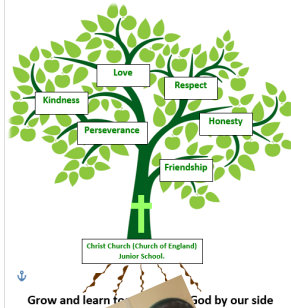 Love
Respect
Kindness
Honesty
Perseverance
Friendship
Christ Church (Church of England)
Junior School.
Grow and learn God by our side